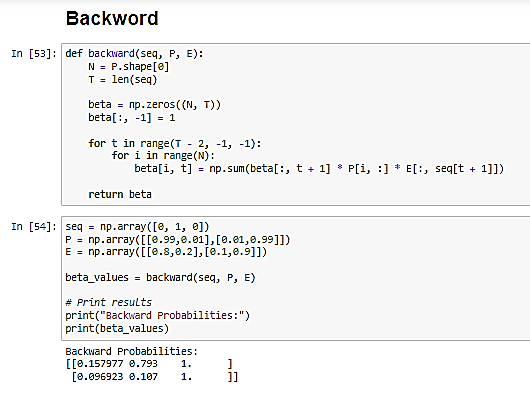 Backword
In [53]: def backward(seq, P, E):
    N = P.shape[0]
    T = len(seq)
    beta = np.zeros((N, T))
    beta[:, -1] = 1
    for t in range(T - 2, -1, -1):
        for i in range(N):
            beta[i, t] = np.sum(beta[:, t + 1] * P[i, :] * E[:, seq[t + 1]])
    return beta
In [54]: seq = np.array([0, 1, 0])
P = np.array([[0.99,0.01],[0.01,0.99]])
E = np.array([[0.8,0.2],[0.1,0.9]])
beta_values = backward(seq, P, E)
# Print results
print("Backward Probabilities:")
print(beta_values)
Backward Probabilities:
[[0.157977 0.793    1.      ]
 [0.096923 0.107    1.      ]]